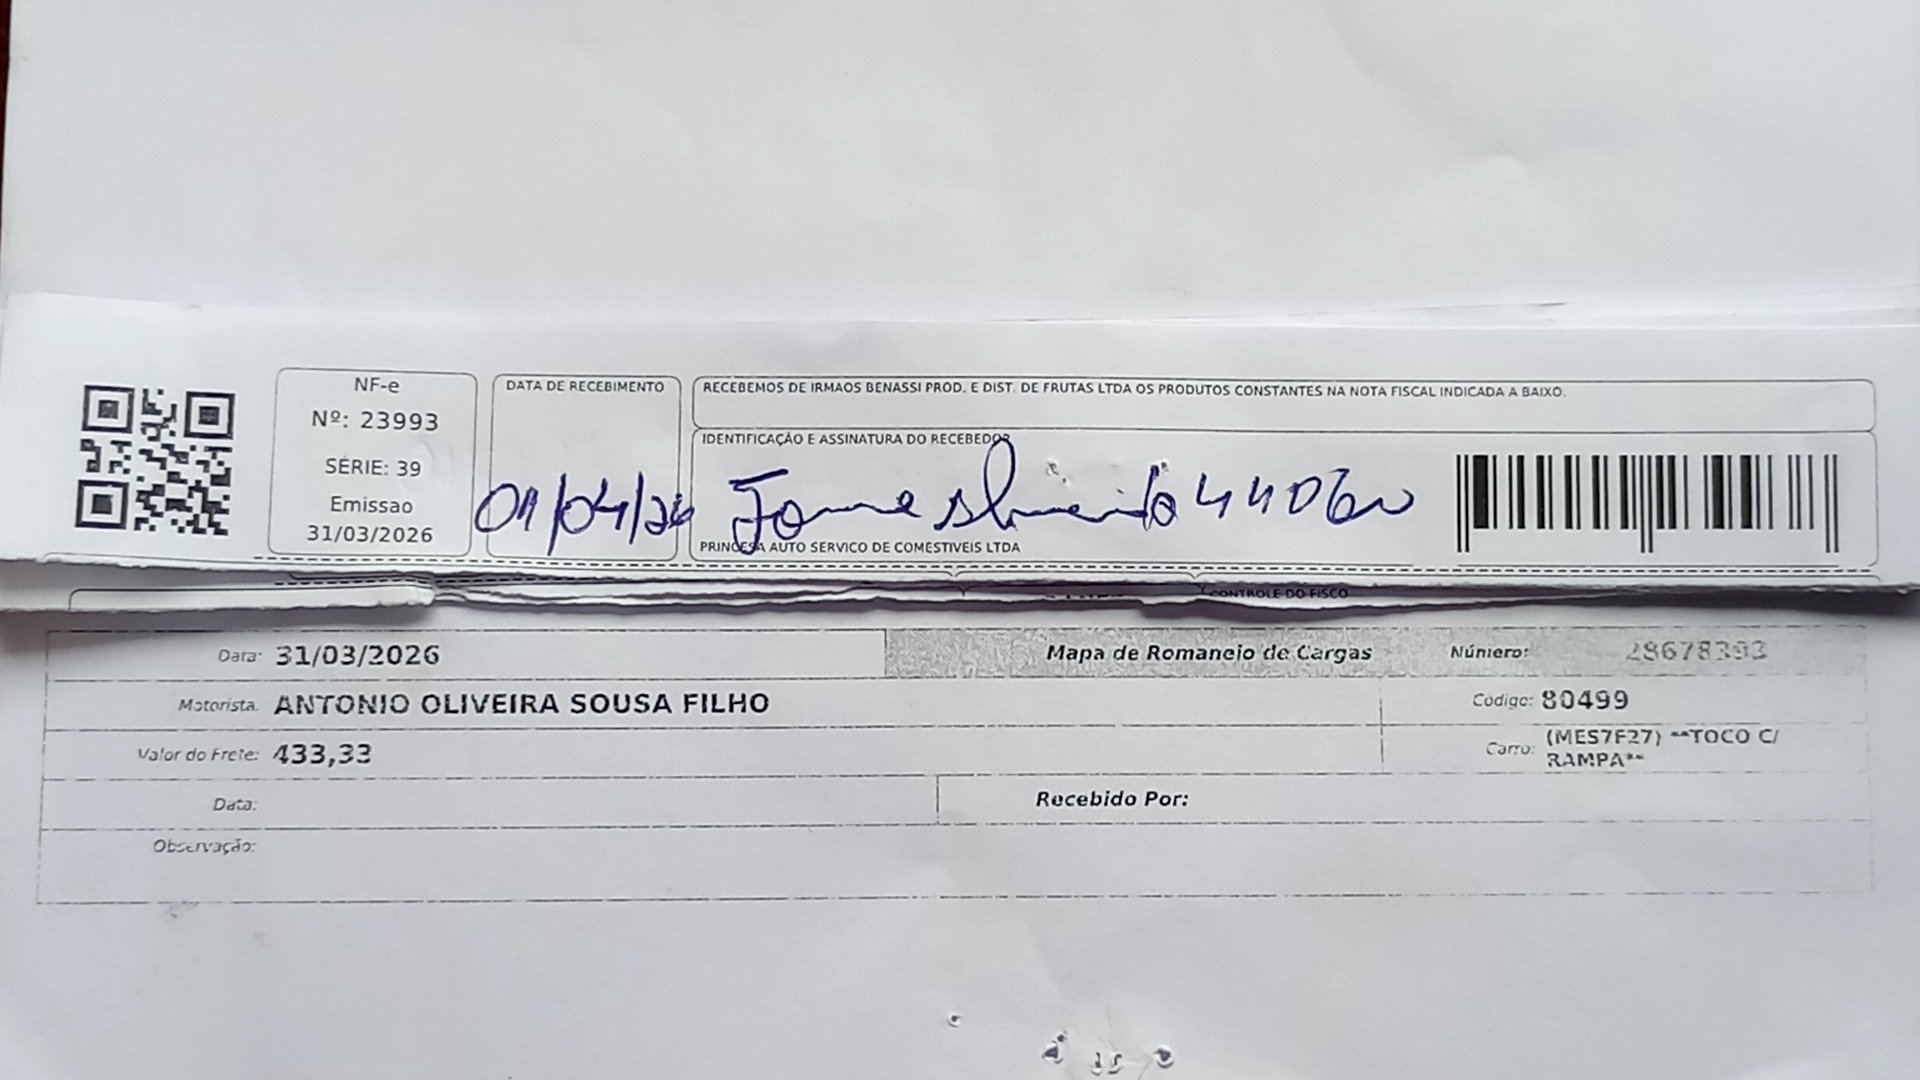 NF-e
Nº: 23993
SÉRIE: 39
Emissao
31/03/2026
DATA DE RECEBIMENTO
01/04/26
RECEBEMOS DE IRMAOS BENASSI PROD. E DIST. DE FRUTAS LTDA OS PRODUTOS CONSTANTES NA NOTA FISCAL INDICADA A BAIXO.
IDENTIFICAÇÃO E ASSINATURA DO RECEBEDOR
PRINCESA AUTO SERVICO DE COMESTIVEIS LTDA
CONTROLE DO FISCO
Data: 31/03/2026
Mapa de Romaneio de Cargas
Número: 28678393
Motorista: ANTONIO OLIVEIRA SOUSA FILHO
Código: 80499
Valor do Frete: 433,33
Carro: (MES7F27) **TOCO C/
RAMPA**
Data:
Recebido Por:
Observação: